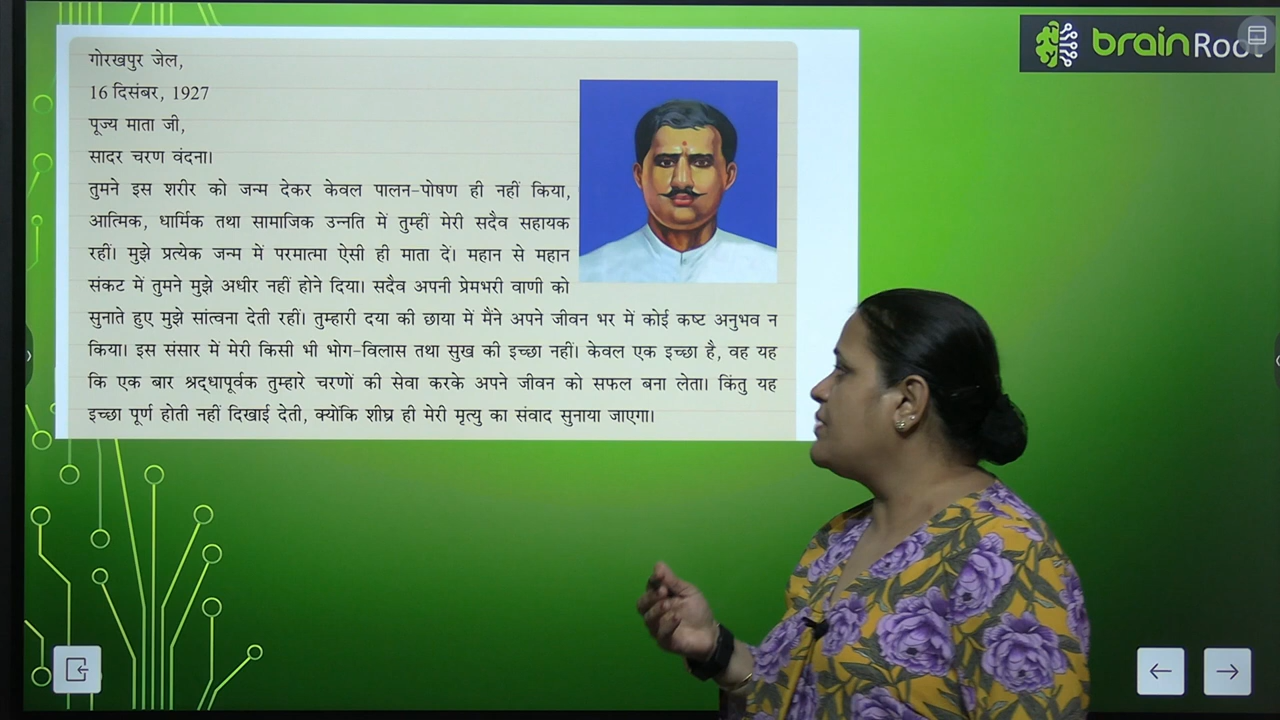 गोरखपुर जेल,
16 दिसंबर, 1927
पूज्य माता जी,
सादर चरण वंदना।
तुमने इस शरीर को जन्म देकर केवल पालन-पोषण ही नहीं किया,
आत्मिक, धार्मिक तथा सामाजिक उन्नति में तुम्हीं मेरी सदैव सहायक
रहीं। मुझे प्रत्येक जन्म में परमात्मा ऐसी ही माता दें। महान से महान
संकट में तुमने मुझे अधीर नहीं होने दिया। सदैव अपनी प्रेमभरी वाणी को
सुनाते हुए मुझे सांत्वना देती रहीं। तुम्हारी दया की छाया में मैंने अपने जीवन भर में कोई कष्ट अनुभव न
किया। इस संसार में मेरी किसी भी भोग-विलास तथा सुख की इच्छा नहीं। केवल एक इच्छा है, वह यह
कि एक बार श्रद्धापूर्वक तुम्हारे चरणों की सेवा करके अपने जीवन को सफल बना लेता। किंतु यह
इच्छा पूर्ण होती नहीं दिखाई देती, क्योंकि शीघ्र ही मेरी मृत्यु का संवाद सुनाया जाएगा।
brainRoot